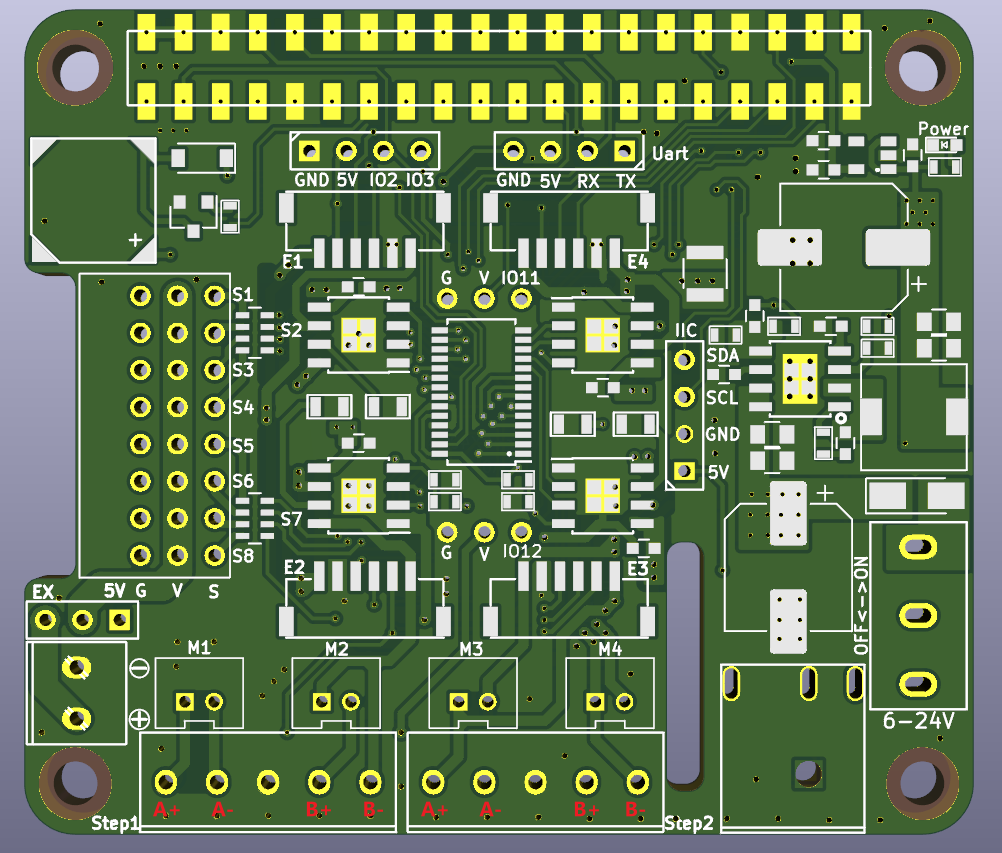 Power
Uart
GND 5V IO2 IO3
GND 5V RX TX
+
E1
E4
G V IO11
+
S1
S2
S3
S4
S5
S6
S7
S8
IIC
SDA
SCL
GND
5V
+
G V IO12
E2
E3
EX 5V G V S
OFF<->ON
M1
M2
M3
M4
−
+
6-24V
A+ A- B+ B-
A+ A- B+ B-
Step1
Step2